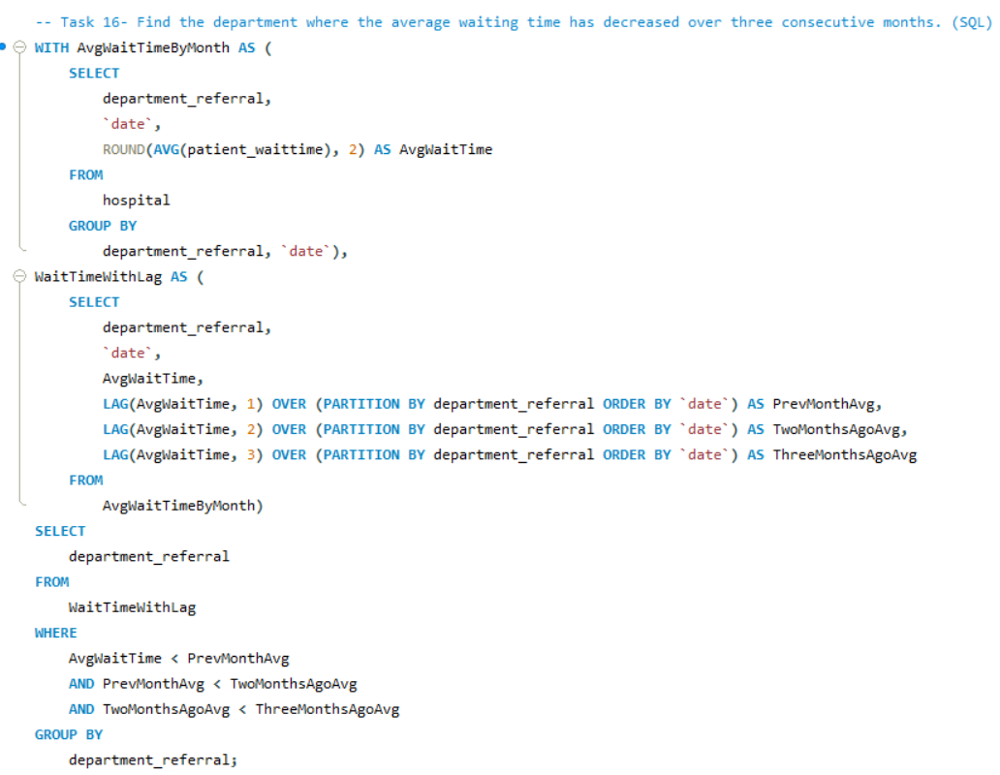 -- Task 16- Find the department where the average waiting time has decreased over three consecutive months. (SQL)
WITH AvgWaitTimeByMonth AS (
SELECT
department_referral,
`date`,
ROUND(AVG(patient_waittime), 2) AS AvgWaitTime
FROM
hospital
GROUP BY
department_referral, `date`),
WaitTimeWithLag AS (
SELECT
department_referral,
`date`,
AvgWaitTime,
LAG(AvgWaitTime, 1) OVER (PARTITION BY department_referral ORDER BY `date`) AS PrevMonthAvg,
LAG(AvgWaitTime, 2) OVER (PARTITION BY department_referral ORDER BY `date`) AS TwoMonthsAgoAvg,
LAG(AvgWaitTime, 3) OVER (PARTITION BY department_referral ORDER BY `date`) AS ThreeMonthsAgoAvg
FROM
AvgWaitTimeByMonth)
SELECT
department_referral
FROM
WaitTimeWithLag
WHERE
AvgWaitTime < PrevMonthAvg
AND PrevMonthAvg < TwoMonthsAgoAvg
AND TwoMonthsAgoAvg < ThreeMonthsAgoAvg
GROUP BY
department_referral;